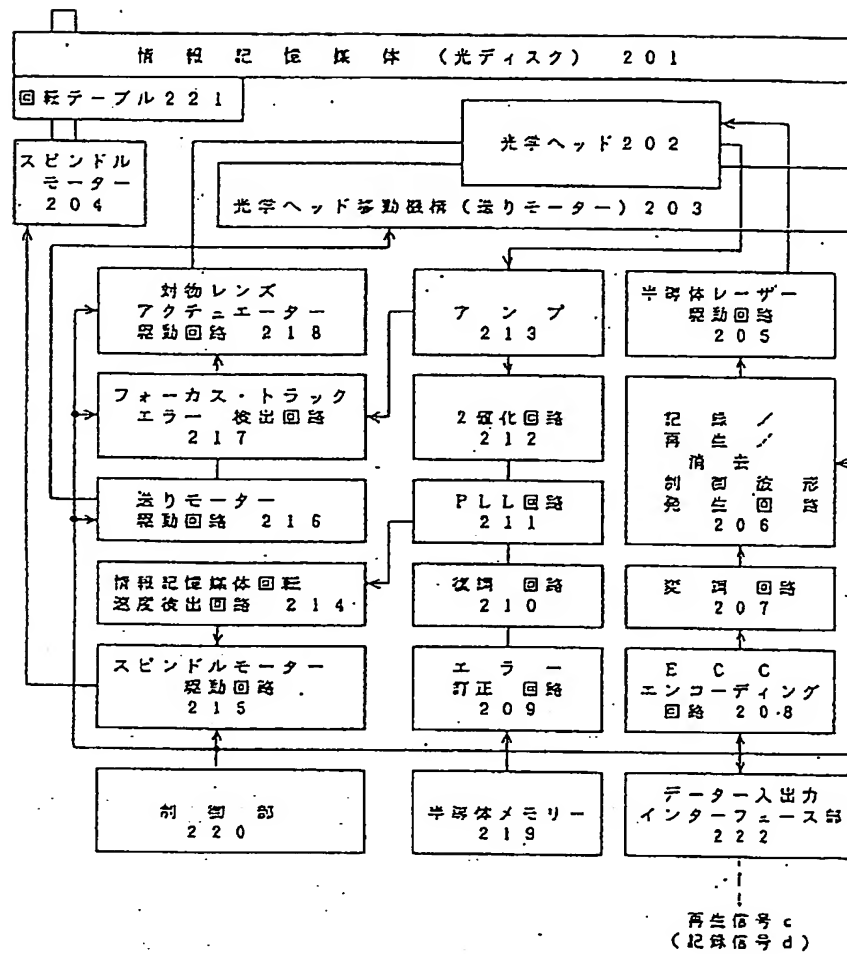 情報記憶媒体(光ディスク)201
回転テーブル221
光学ヘッド202
スピンドル
モーター
204
光学ヘッド移動機構(送りモーター)203
対物レンズ
アクチュエーター
駆動回路 218
アンプ
213
半導体レーザー
駆動回路
205
フォーカス・トラック
エラー 検出回路
217
2値化回路
212
記録/
再生/
消去
制御波形
発生回路
206
送りモーター
駆動回路 216
PLL回路
211
情報記憶媒体回転
速度検出回路 214
復調 回路
210
変調 回路
207
スピンドルモーター
駆動回路
215
エラー
訂正 回路
209
ECC
エンコーディング
回路 208
制御部
220
半導体メモリー
219
データー入出力
インターフェース部
222
再生信号c
(記録信号d)